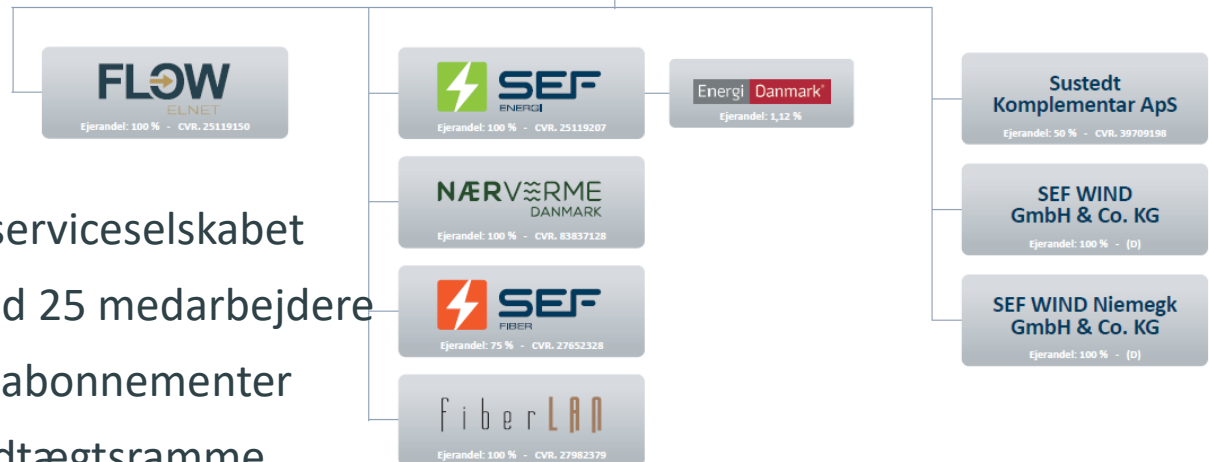 FLOW
ELNET
Ejerandel: 100 % - CVR. 25119150
SEF
ENERGI
Ejerandel: 100 % - CVR. 25119207
Energi Danmark
Ejerandel: 1,12 %
Sustedt
Komplementar ApS
Ejerandel: 50 % - CVR. 39709198
NÆRVERME
DANMARK
Ejerandel: 100 % - CVR. 83837128
SEF WIND
GmbH & Co. KG
Ejerandel: 100 % - (D)
serviceselskabet
d 25 medarbejdere
abonnementer
dtægtsramme
SEF
FIBER
Ejerandel: 75 % - CVR. 27652328
SEF WIND Niemegk
GmbH & Co. KG
Ejerandel: 100 % - (D)
fiberLAN
Ejerandel: 100 % - CVR. 27982379